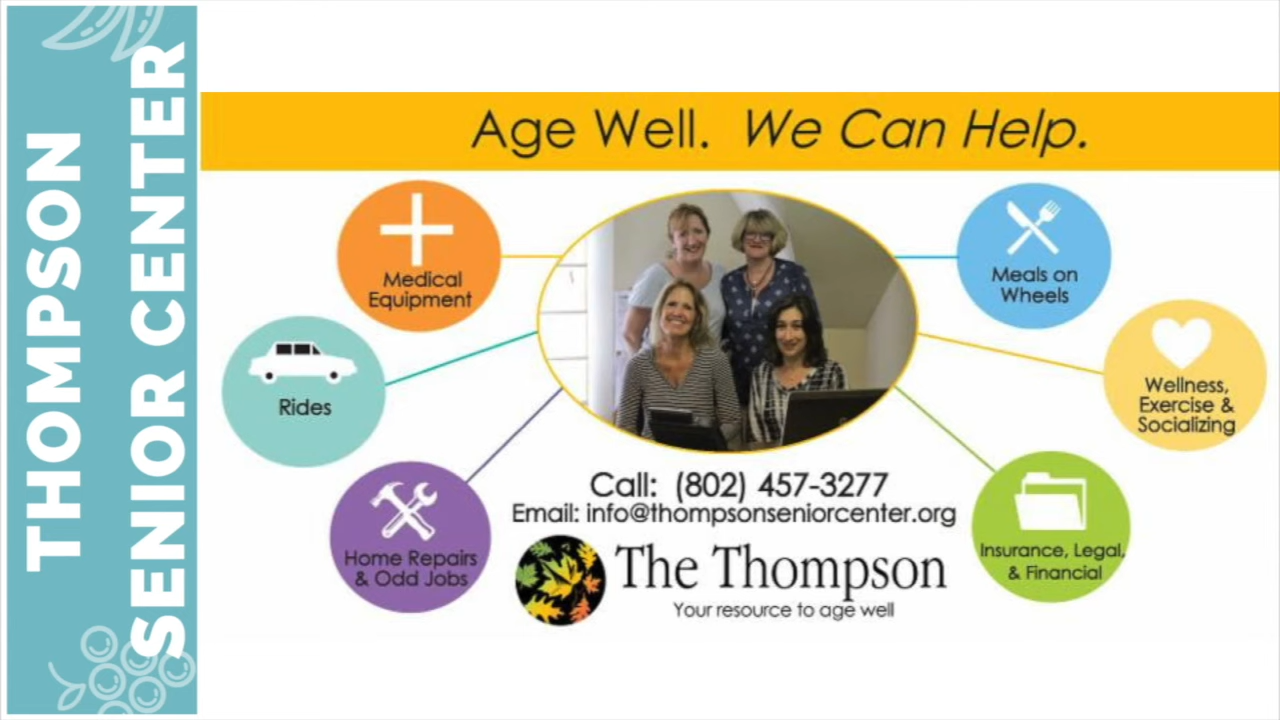 THOMPSON
SENIOR CENTER
Age Well. We Can Help.
Medical
Equipment
Rides
Home Repairs
& Odd Jobs
Meals on
Wheels
Wellness,
Exercise &
Socializing
Insurance, Legal,
& Financial
Call: (802) 457-3277
Email: info@thompsonseniorcenter.org
The Thompson
Your resource to age well